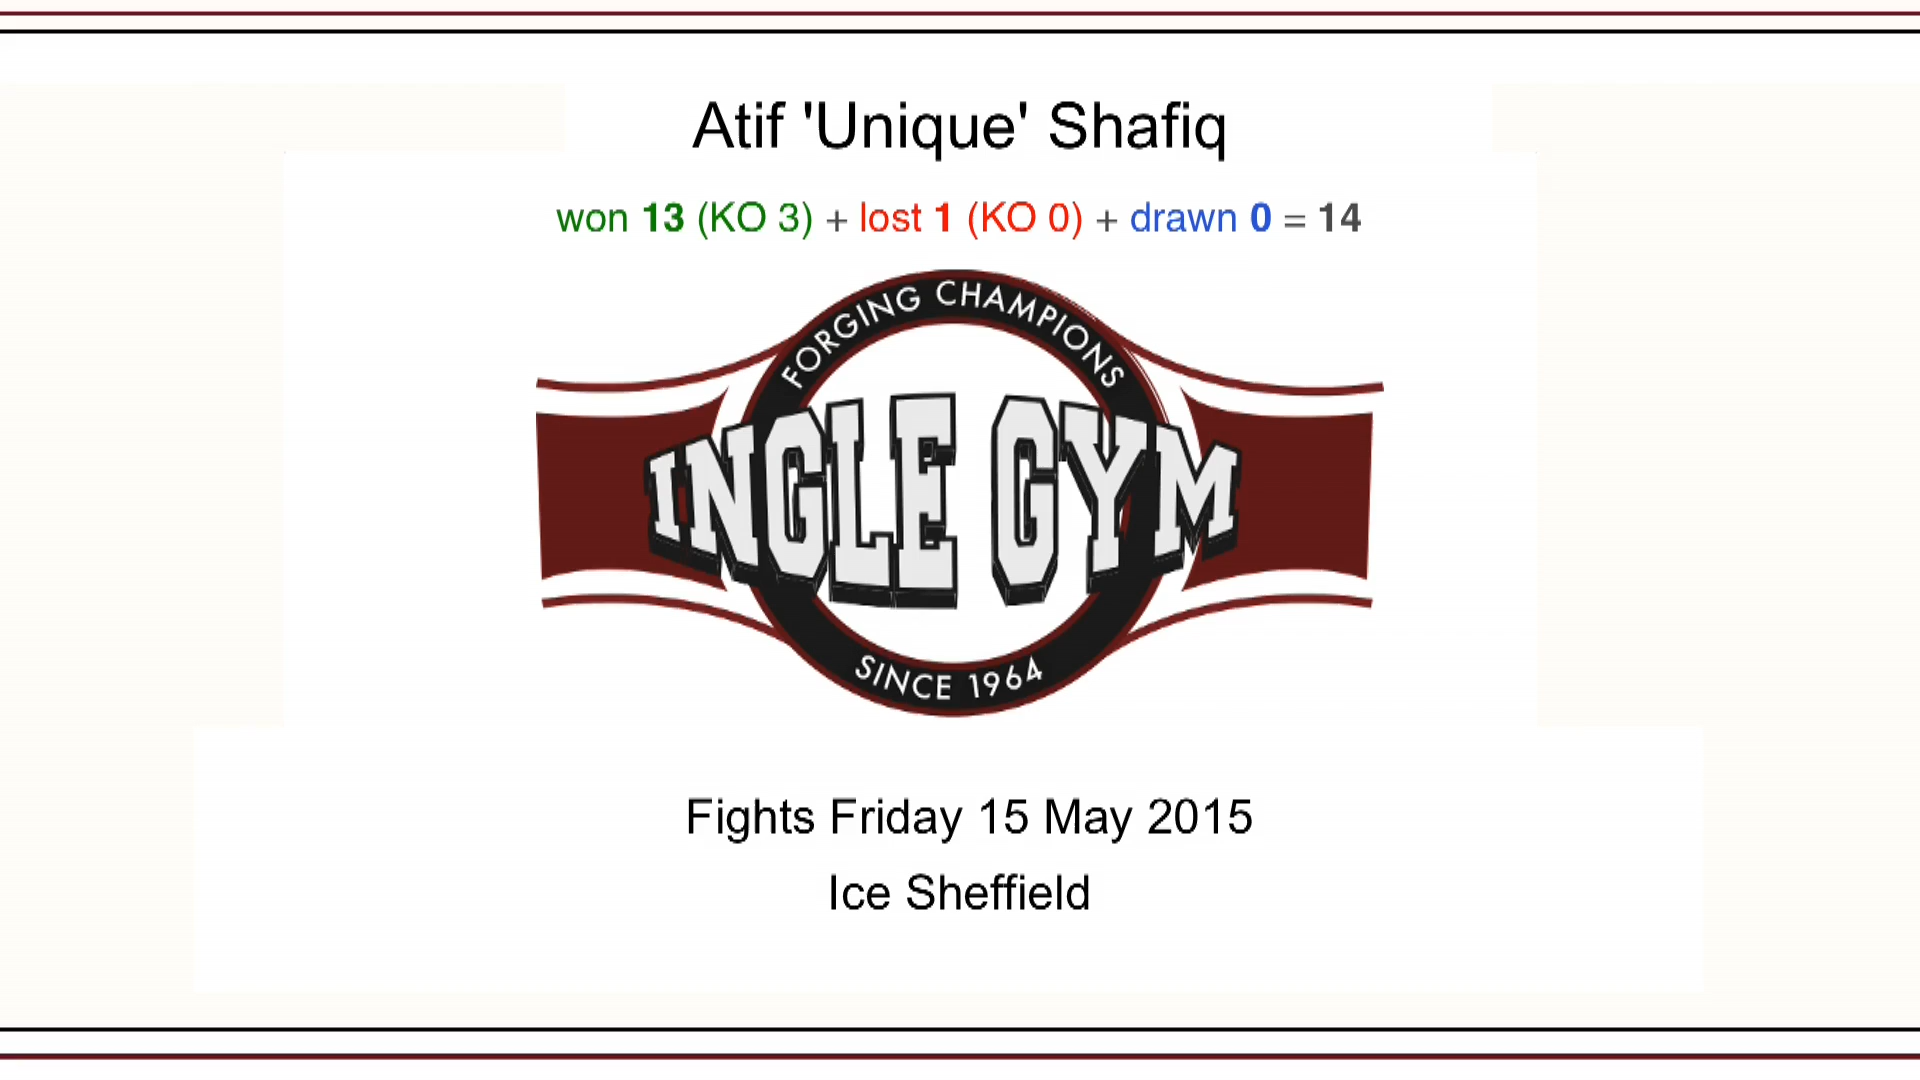 Atif 'Unique' Shafiq
won 13 (KO 3) + lost 1 (KO 0) + drawn 0 = 14
FORGING CHAMPIONS
INGLE GYM
SINCE 1964
Fights Friday 15 May 2015
Ice Sheffield